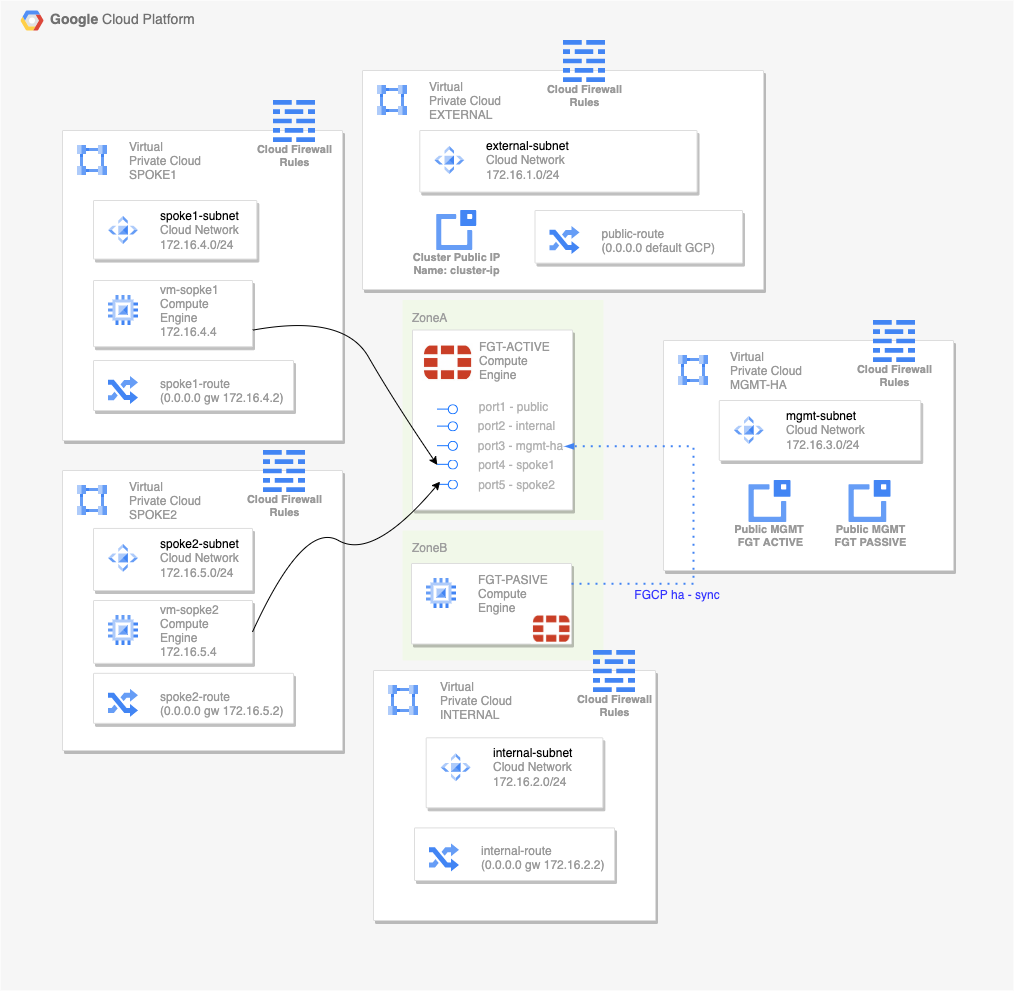 Google Cloud Platform
Virtual
Private Cloud
EXTERNAL
Cloud Firewall
Rules
external-subnet
Cloud Network
172.16.1.0/24
Cluster Public IP
Name: cluster-ip
public-route
(0.0.0.0 default GCP)
Virtual
Private Cloud
SPOKE1
Cloud Firewall
Rules
spoke1-subnet
Cloud Network
172.16.4.0/24
vm-sopke1
Compute
Engine
172.16.4.4
spoke1-route
(0.0.0.0 gw 172.16.4.2)
ZoneA
FGT-ACTIVE
Compute
Engine
port1 - public
port2 - internal
port3 - mgmt-ha
port4 - spoke1
port5 - spoke2
Virtual
Private Cloud
MGMT-HA
Cloud Firewall
Rules
mgmt-subnet
Cloud Network
172.16.3.0/24
Public MGMT
FGT ACTIVE
Public MGMT
FGT PASSIVE
Virtual
Private Cloud
SPOKE2
Cloud Firewall
Rules
spoke2-subnet
Cloud Network
172.16.5.0/24
vm-sopke2
Compute
Engine
172.16.5.4
spoke2-route
(0.0.0.0 gw 172.16.5.2)
ZoneB
FGT-PASIVE
Compute
Engine
FGCP ha - sync
Virtual
Private Cloud
INTERNAL
Cloud Firewall
Rules
internal-subnet
Cloud Network
172.16.2.0/24
internal-route
(0.0.0.0 gw 172.16.2.2)